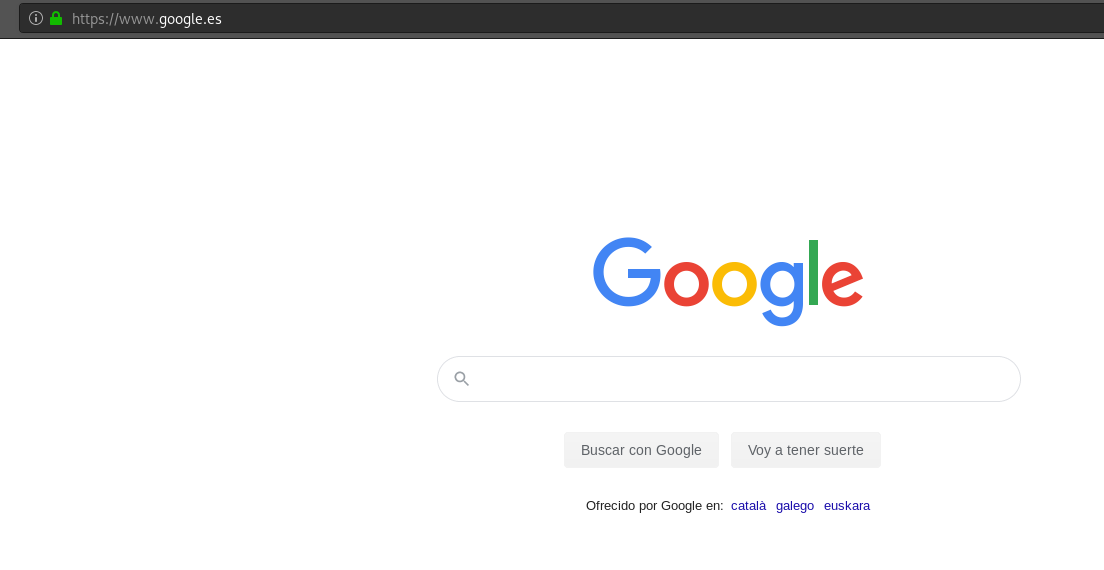 https://www.google.es
Google
Buscar con Google Voy a tener suerte
Ofrecido por Google en: català galego euskara